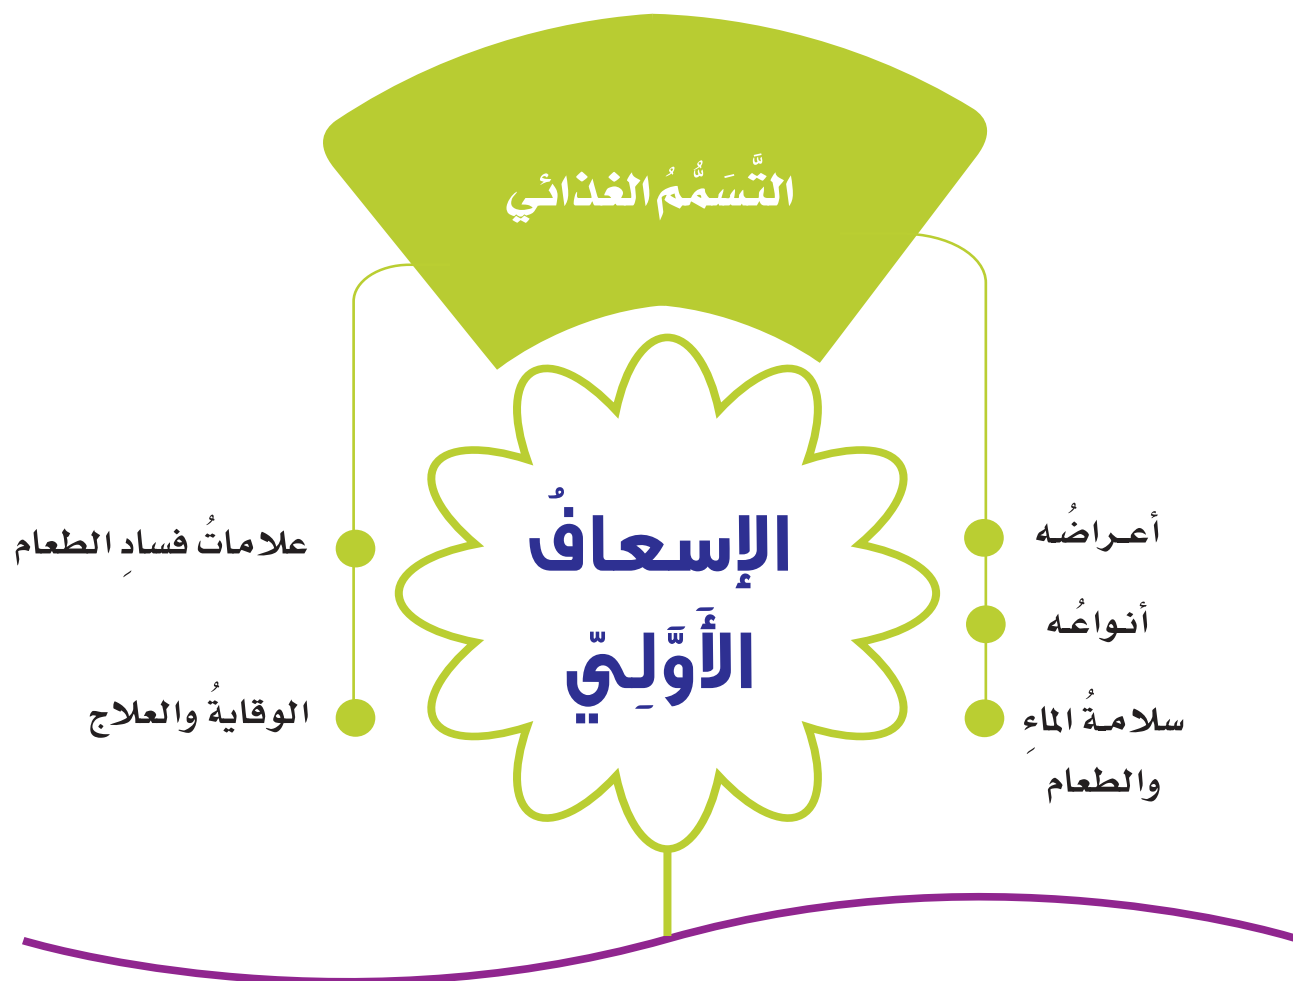 التَّسَمُّمُ الغذائي
الإسعافُ
الأَوَّلِيّ
أعراضُه
أنواعُه
سلامةُ الماءِ
والطعام
علاماتُ فسادِ الطعام
الوقايةُ والعلاج